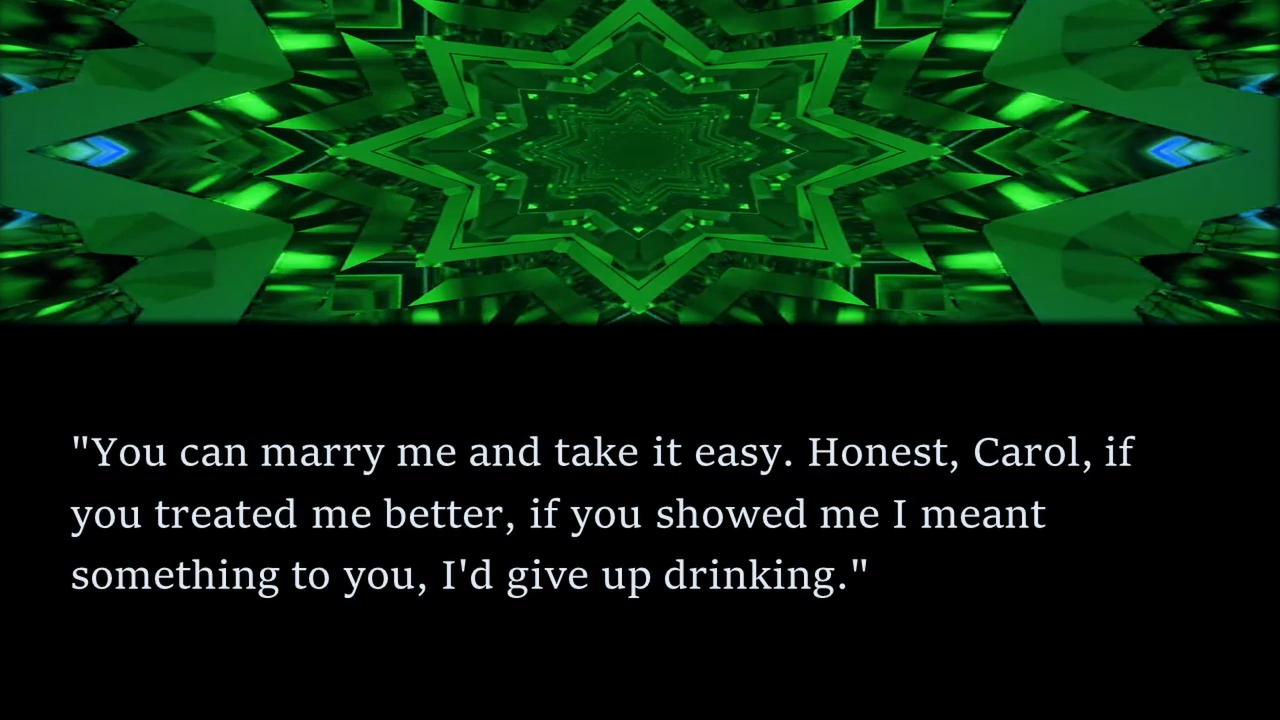 "You can marry me and take it easy. Honest, Carol, if
you treated me better, if you showed me I meant
something to you, I'd give up drinking."